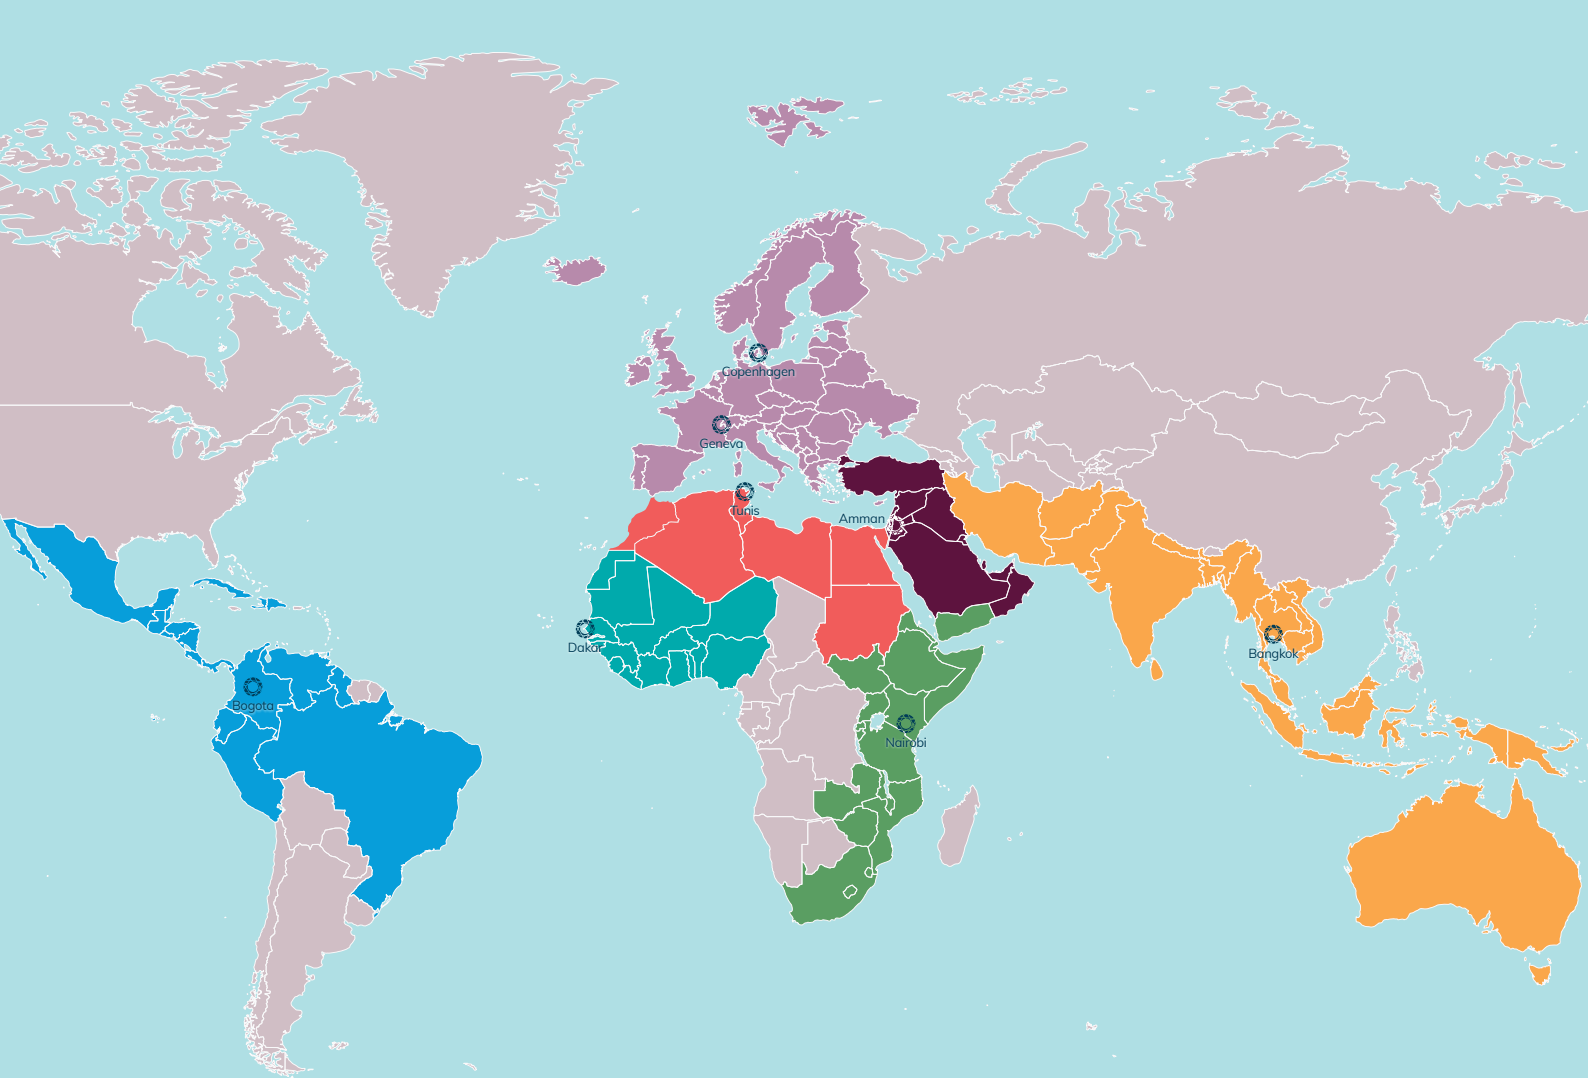 Copenhagen
Geneva
Tunis
Amman
Dakar
Bangkok
Bogota
Nairobi